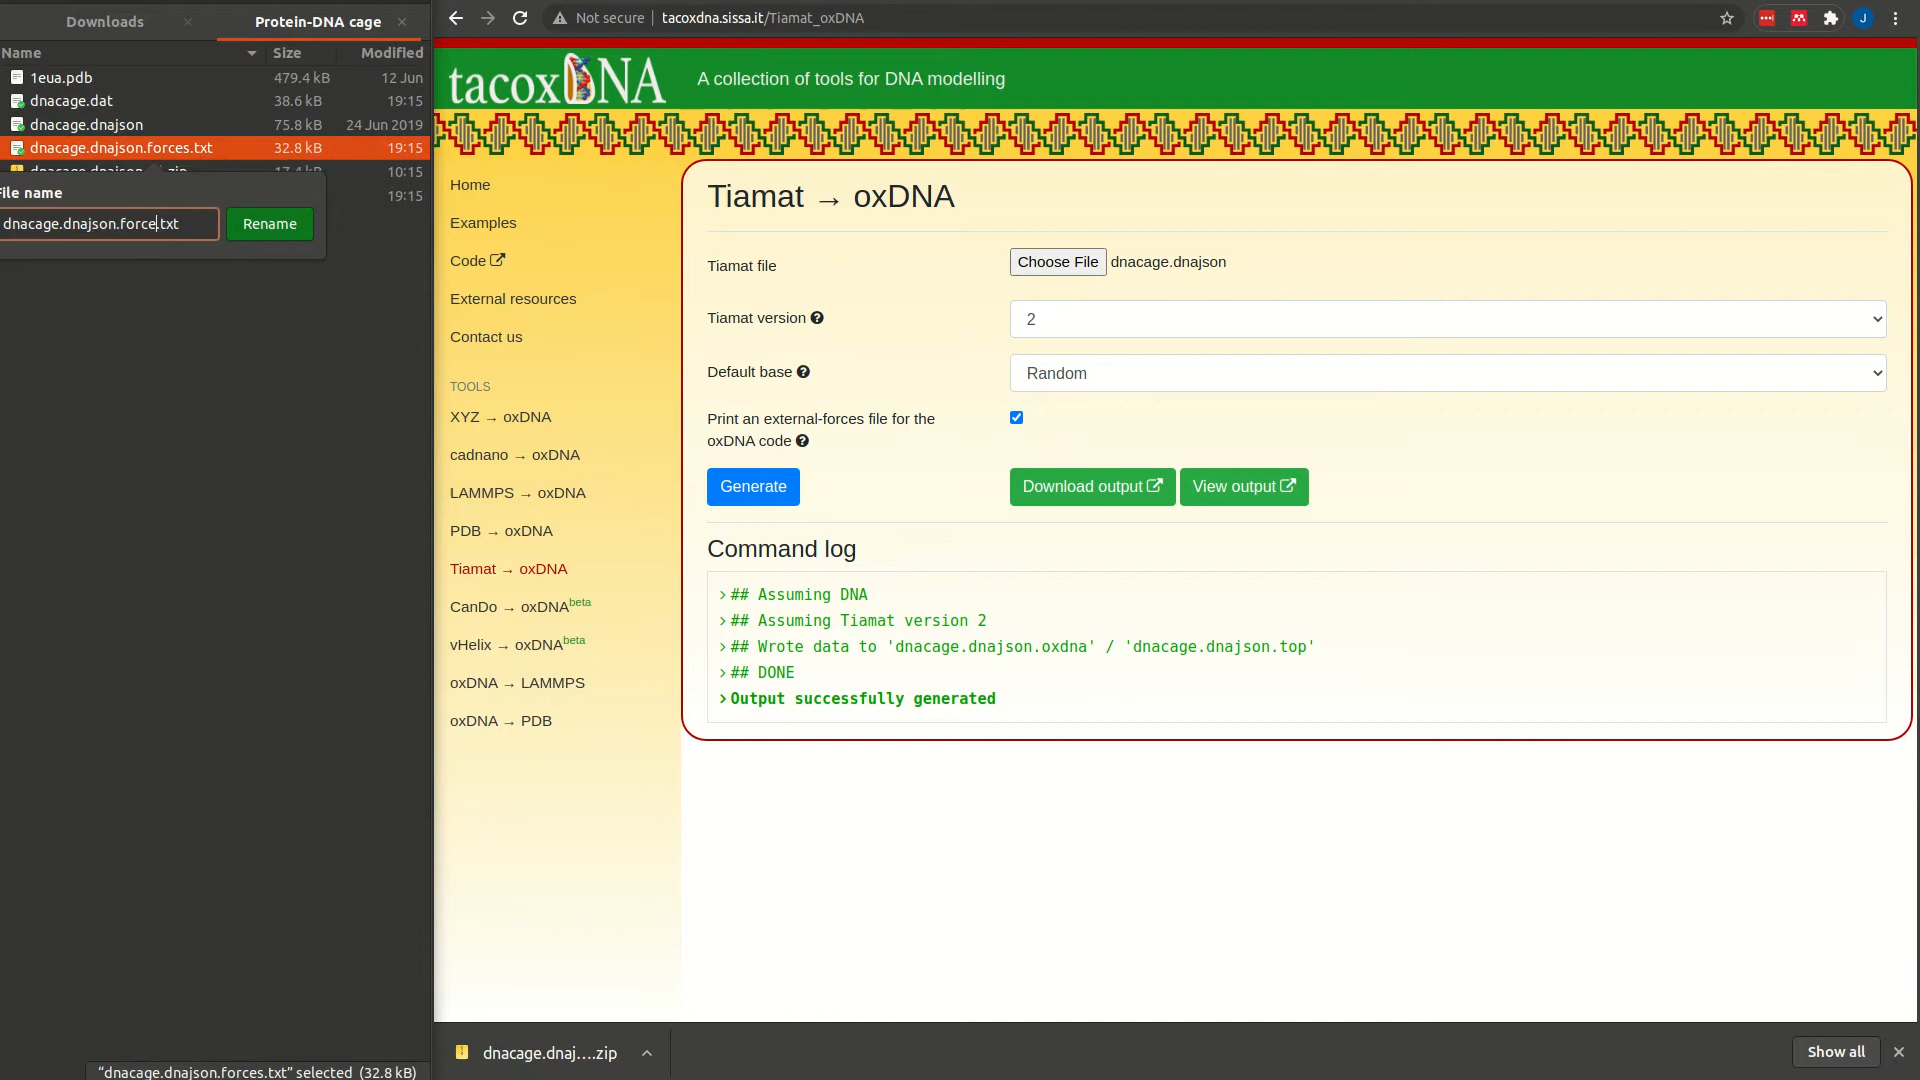 Downloads
Protein-DNA cage
Name Size Modified
1eua.pdb 479.4 kB 12 Jun
dnacage.dat 38.6 kB 19:15
dnacage.dnajson 75.8 kB 24 Jun 2019
dnacage.dnajson.forces.txt 32.8 kB 19:15
10:15
File name 19:15
dnacage.dnajson.force.txt Rename
"dnacage.dnajson.forces.txt" selected (32.8 kB)
Not secure tacoxdna.sissa.it/Tiamat_oxDNA
J
tacoxDNA A collection of tools for DNA modelling
Home
Examples
Code
External resources
Contact us
TOOLS
XYZ → oxDNA
cadnano → oxDNA
LAMMPS → oxDNA
PDB → oxDNA
Tiamat → oxDNA
CanDo → oxDNA beta
vHelix → oxDNA beta
oxDNA → LAMMPS
oxDNA → PDB
Tiamat → oxDNA
Tiamat file Choose File dnacage.dnajson
Tiamat version 2
Default base Random
Print an external-forces file for the
oxDNA code
Generate Download output View output
Command log
>## Assuming DNA
>## Assuming Tiamat version 2
>## Wrote data to 'dnacage.dnajson.oxdna' / 'dnacage.dnajson.top'
>## DONE
>Output successfully generated
dnacage.dnaj....zip
Show all